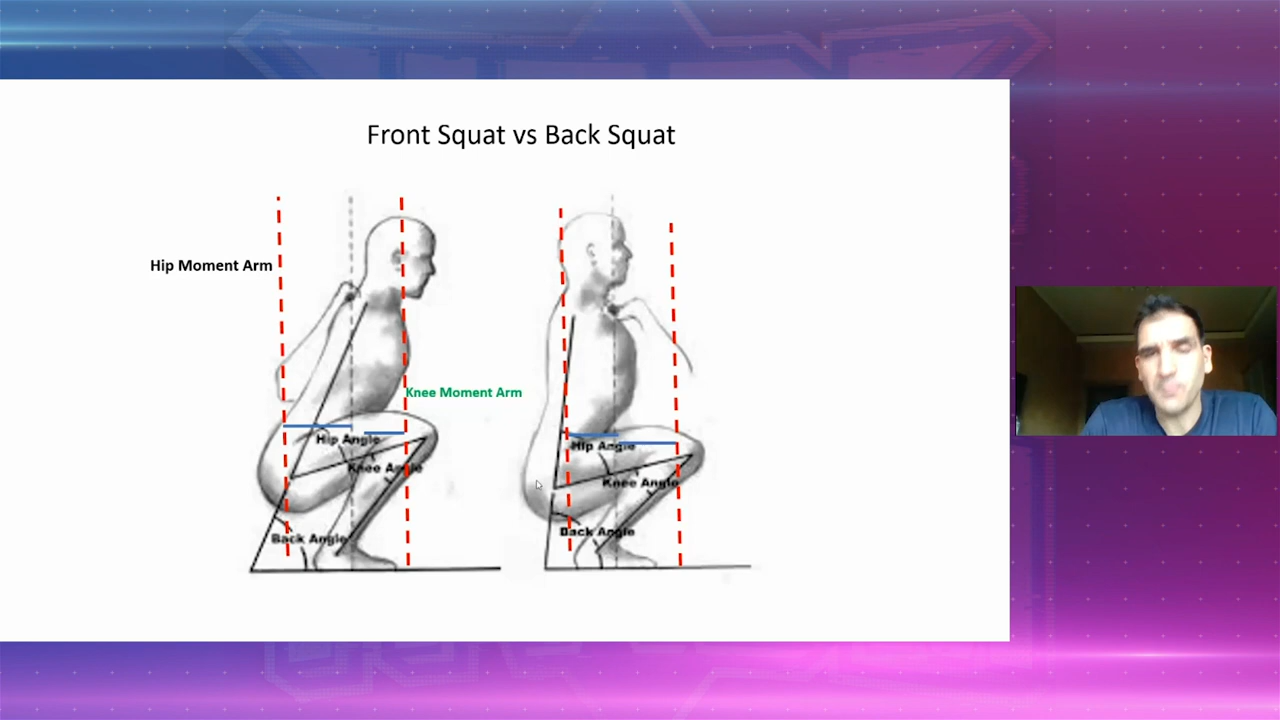 Front Squat vs Back Squat
Hip Moment Arm
Knee Moment Arm
Hip Angle
Knee Angle
Back Angle
Hip Angle
Knee Angle
Back Angle